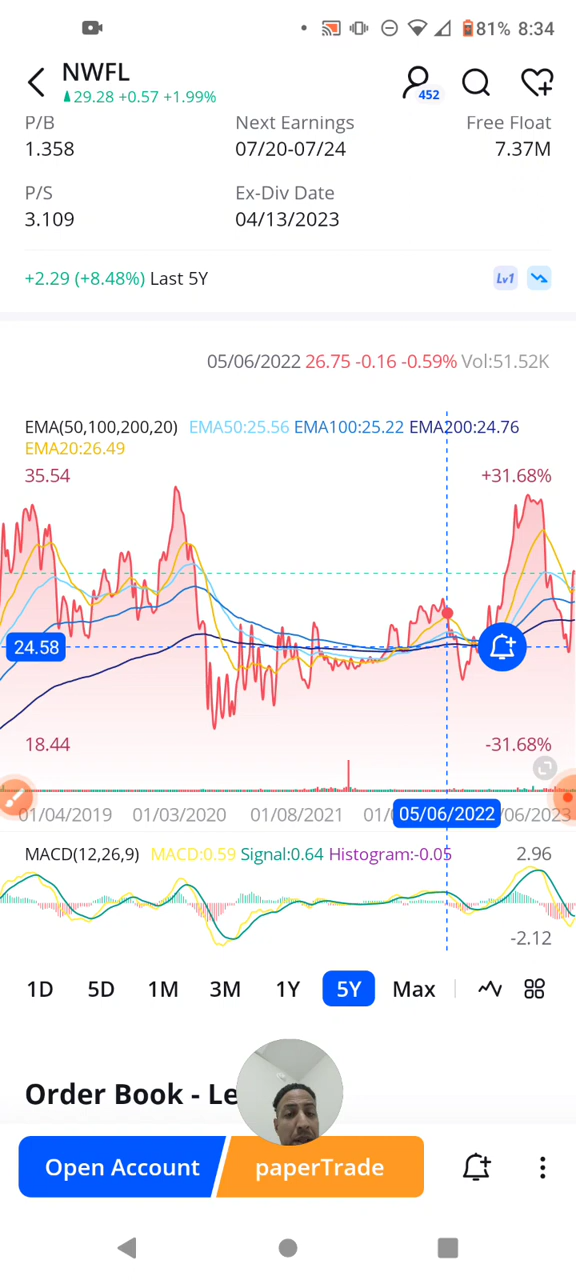 81% 8:34
NWFL
29.28 +0.57 +1.99%
452
P/B Next Earnings Free Float
1.358 07/20-07/24 7.37M
P/S Ex-Div Date
3.109 04/13/2023
+2.29 (+8.48%) Last 5Y Lv1
05/06/2022 26.75 -0.16 -0.59% Vol:51.52K
EMA(50,100,200,20) EMA50:25.56 EMA100:25.22 EMA200:24.76
EMA20:26.49
35.54 +31.68%
24.58
18.44 -31.68%
01/04/2019 01/03/2020 01/08/2021 01/0 05/06/2022 /06/2023
MACD(12,26,9) MACD:0.59 Signal:0.64 Histogram:-0.05 2.96
-2.12
1D 5D 1M 3M 1Y 5Y Max
Order Book - Le
Open Account paperTrade